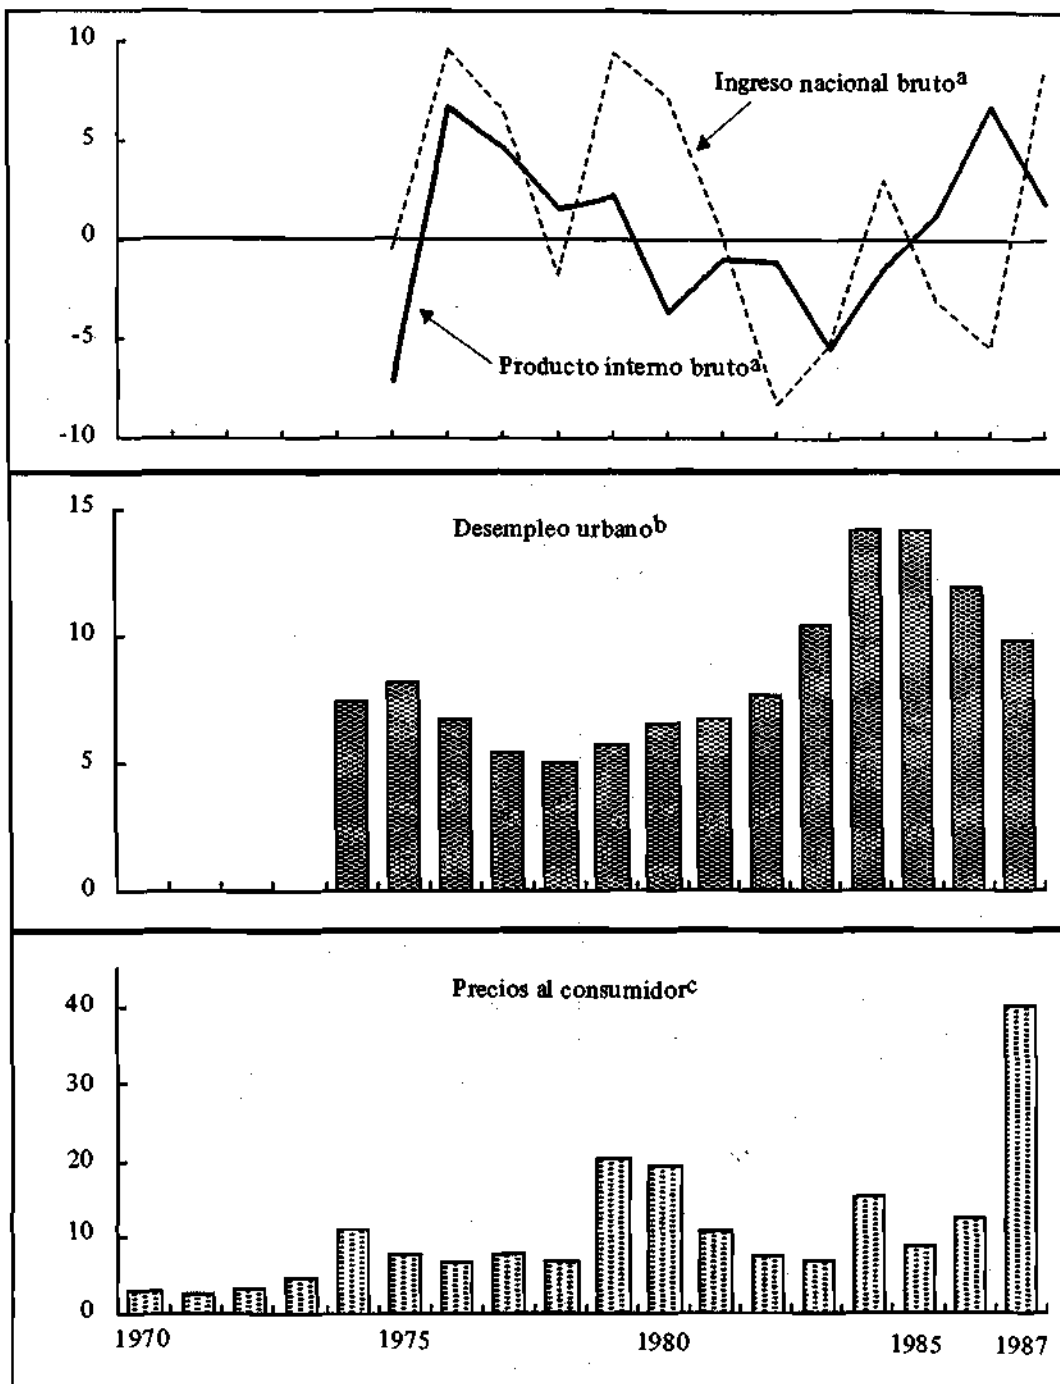 10
Ingreso nacional brutoᵃ
5
0
-5
Producto interno brutoᵃ
-10
15
Desempleo urbanoᵇ
10
5
0
Precios al consumidorᶜ
40
30
20
10
0
1970 1975 1980 1985 1987